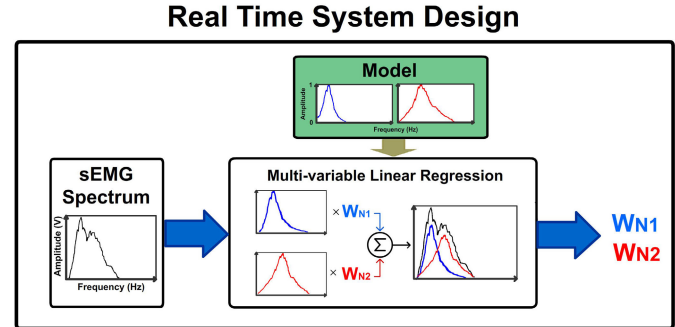 Real Time System Design
Model
Amplitude
1
0
Frequency (Hz)
sEMG
Spectrum
Amplitude (V)
Frequency (Hz)
Multi-variable Linear Regression
× WN1
Σ
× WN2
WN1
WN2